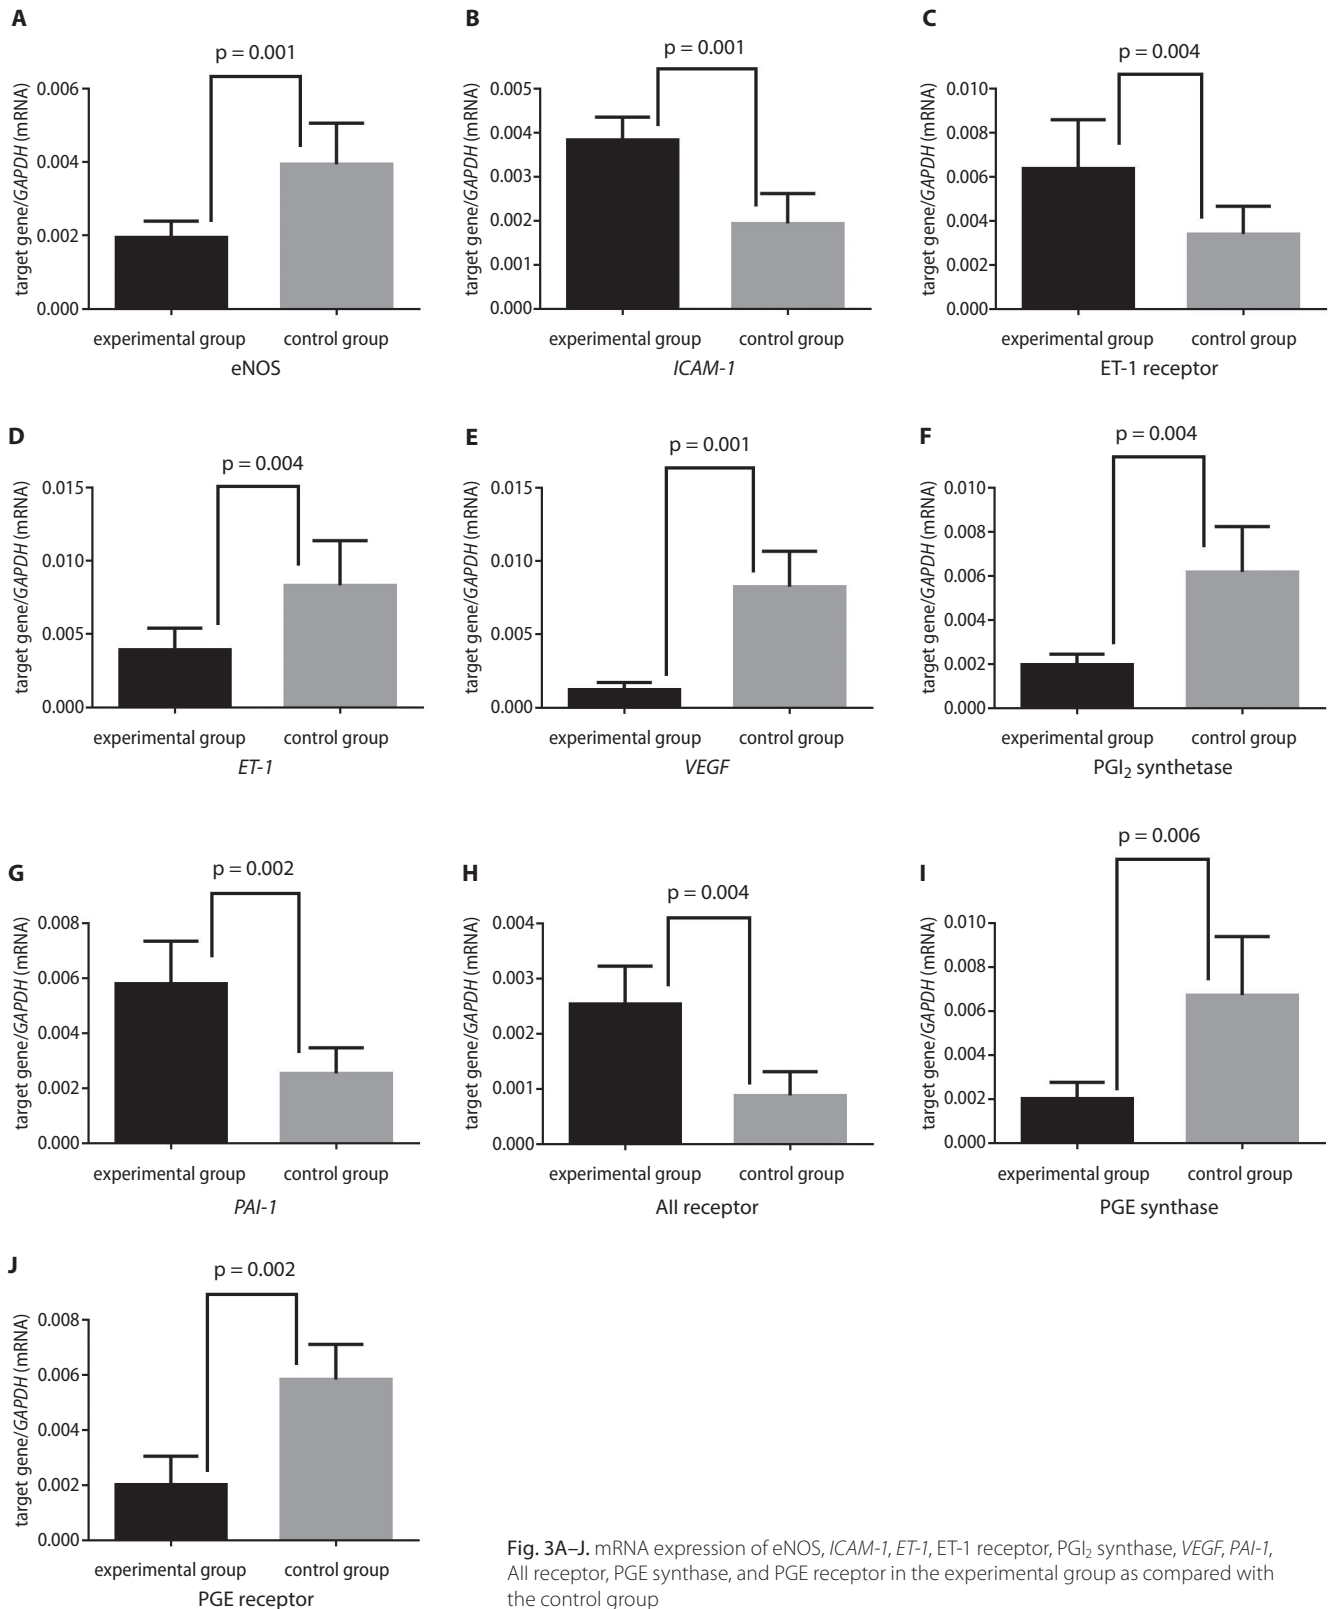 A
p = 0.001
target gene/GAPDH (mRNA)
0.006
0.004
0.002
0.000
experimental group control group
eNOS
B
p = 0.001
target gene/GAPDH (mRNA)
0.005
0.004
0.003
0.002
0.001
0.000
experimental group control group
ICAM-1
C
p = 0.004
target gene/GAPDH (mRNA)
0.010
0.008
0.006
0.004
0.002
0.000
experimental group control group
ET-1 receptor
D
p = 0.004
target gene/GAPDH (mRNA)
0.015
0.010
0.005
0.000
experimental group control group
ET-1
E
p = 0.001
target gene/GAPDH (mRNA)
0.015
0.010
0.005
0.000
experimental group control group
VEGF
F
p = 0.004
target gene/GAPDH (mRNA)
0.010
0.008
0.006
0.004
0.002
0.000
experimental group control group
PGI₂ synthetase
G
p = 0.002
target gene/GAPDH (mRNA)
0.008
0.006
0.004
0.002
0.000
experimental group control group
PAI-1
H
p = 0.004
target gene/GAPDH (mRNA)
0.004
0.003
0.002
0.001
0.000
experimental group control group
AII receptor
I
p = 0.006
target gene/GAPDH (mRNA)
0.010
0.008
0.006
0.004
0.002
0.000
experimental group control group
PGE synthase
J
p = 0.002
target gene/GAPDH (mRNA)
0.008
0.006
0.004
0.002
0.000
experimental group control group
PGE receptor
Fig. 3A–J. mRNA expression of eNOS, ICAM-1, ET-1, ET-1 receptor, PGI₂ synthase, VEGF, PAI-1,
AII receptor, PGE synthase, and PGE receptor in the experimental group as compared with
the control group